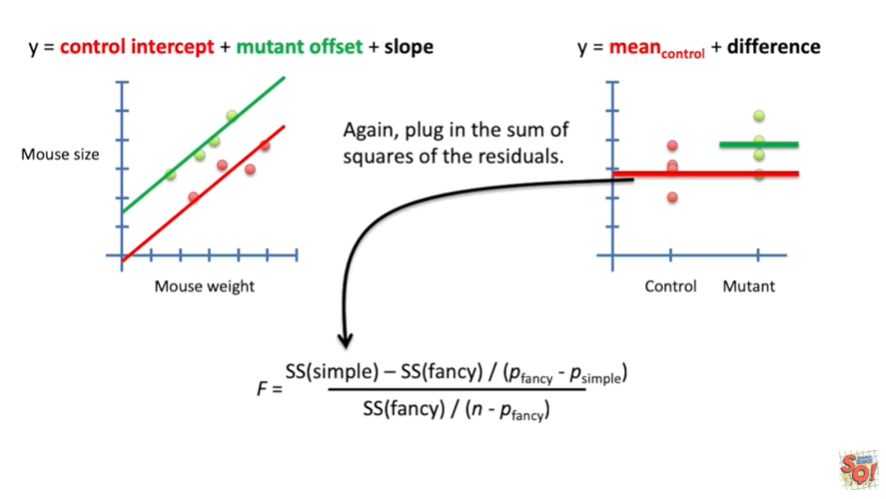 y = control intercept + mutant offset + slope
y = mean_control + difference
Mouse size
Again, plug in the sum of
squares of the residuals.
Mouse weight
Control Mutant
F =
SS(simple) – SS(fancy) / (p_fancy - p_simple)
SS(fancy) / (n - p_fancy)
SQ!